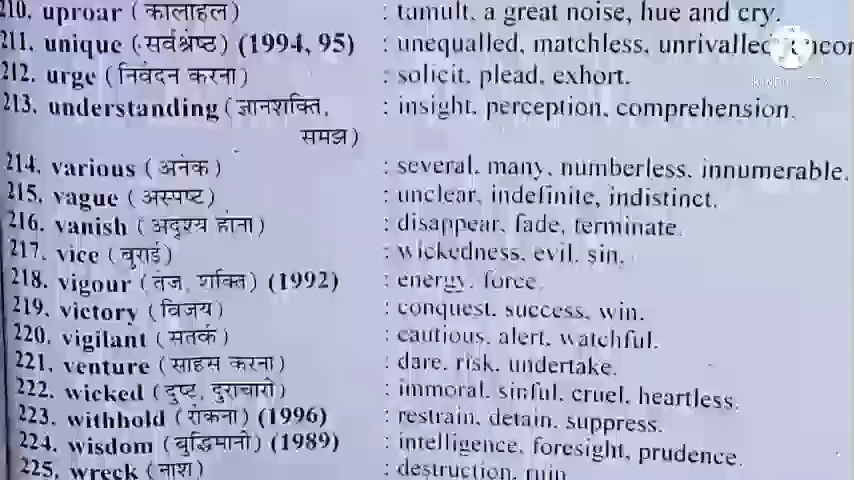 210. uproar (कोलाहल) : tamult, a great noise, hue and cry.
211. unique (सर्वश्रेष्ठ) (1994, 95) : unequalled, matchless, unrivalled,
212. urge (निवेदन करना) : solicit, plead, exhort.
213. understanding (ज्ञानशक्ति, : insight, perception, comprehension.
समझ)
214. various (अनेक) : several, many, numberless, innumerable.
215. vague (अस्पष्ट) : unclear, indefinite, indistinct.
216. vanish (अदृश्य होना) : disappear, fade, terminate.
217. vice (बुराई) : wickedness, evil, sin.
218. vigour (तेज, शक्ति) (1992) : energy, force.
219. victory (विजय) : conquest, success, win.
220. vigilant (सतर्क) : cautious, alert, watchful.
221. venture (साहस करना) : dare, risk, undertake.
222. wicked (दुष्ट, दुराचारी) : immoral, sinful, cruel, heartless.
223. withhold (रोकना) (1996) : restrain, detain, suppress.
224. wisdom (बुद्धिमानी) (1989) : intelligence, foresight, prudence.
225. wreck (नाश) : destruction, ruin